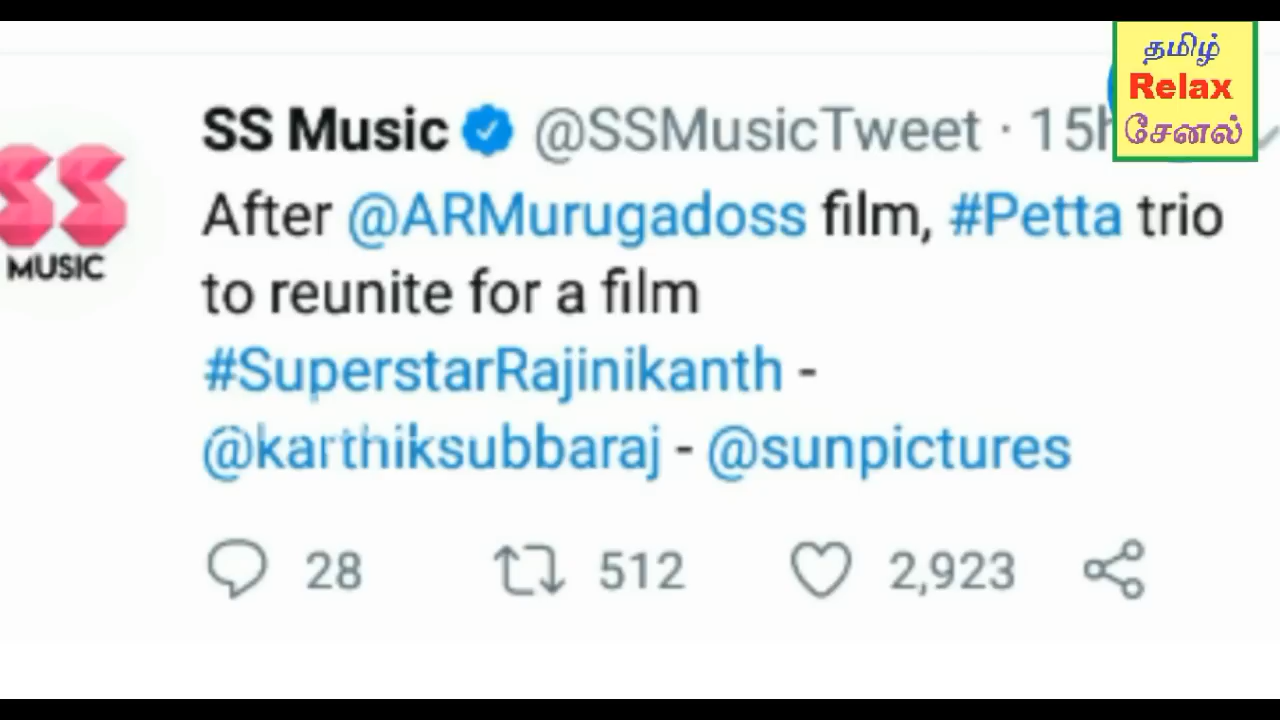 தமிழ்
Relax
சேனல்
SS Music @SSMusicTweet · 15h
SS
MUSIC
After @ARMurugadoss film, #Petta trio
to reunite for a film
#SuperstarRajinikanth -
@karthiksubbaraj - @sunpictures
28 512 2,923